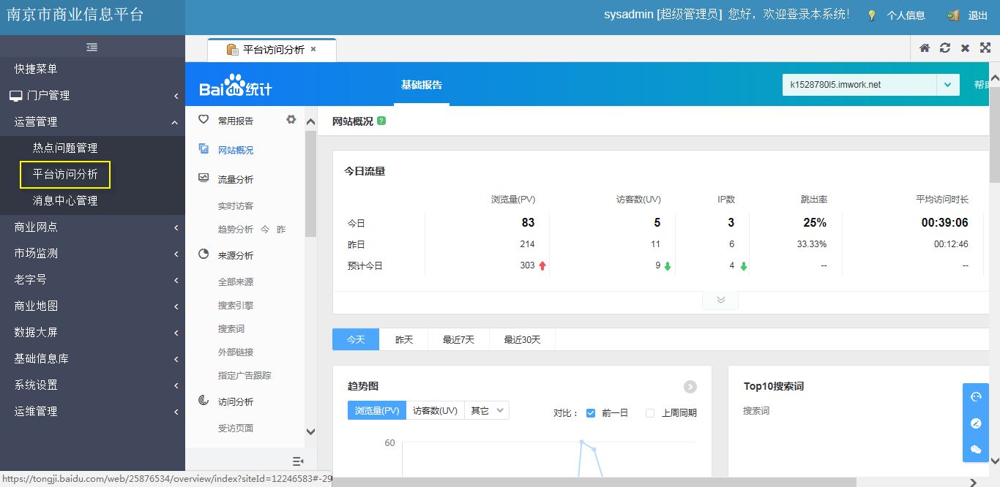 南京市商业信息平台
sysadmin [超级管理员] 您好，欢迎登录本系统！
个人信息
退出
快捷菜单
门户管理
运营管理
热点问题管理
平台访问分析
消息中心管理
商业网点
市场监测
老字号
商业地图
数据大屏
基础信息库
系统设置
运维管理
平台访问分析
Bai du 统计
基础报告
k1528780l5.imwork.net
帮助
常用报告
网站概况
流量分析
实时访客
趋势分析 今 昨
来源分析
全部来源
搜索引擎
搜索词
外部链接
指定广告跟踪
访问分析
受访页面
网站概况 ?
今日流量
浏览量(PV) 访客数(UV) IP数 跳出率 平均访问时长
今日 83 5 3 25% 00:39:06
昨日 214 11 6 33.33% 00:12:46
预计今日 303 9 4 -- --
今天 昨天 最近7天 最近30天
趋势图
浏览量(PV) 访客数(UV) 其它
对比： 前一日 上周同期
60
Top10搜索词
搜索词
https://tongji.baidu.com/web/25876534/overview/index?siteId=12246583#-29